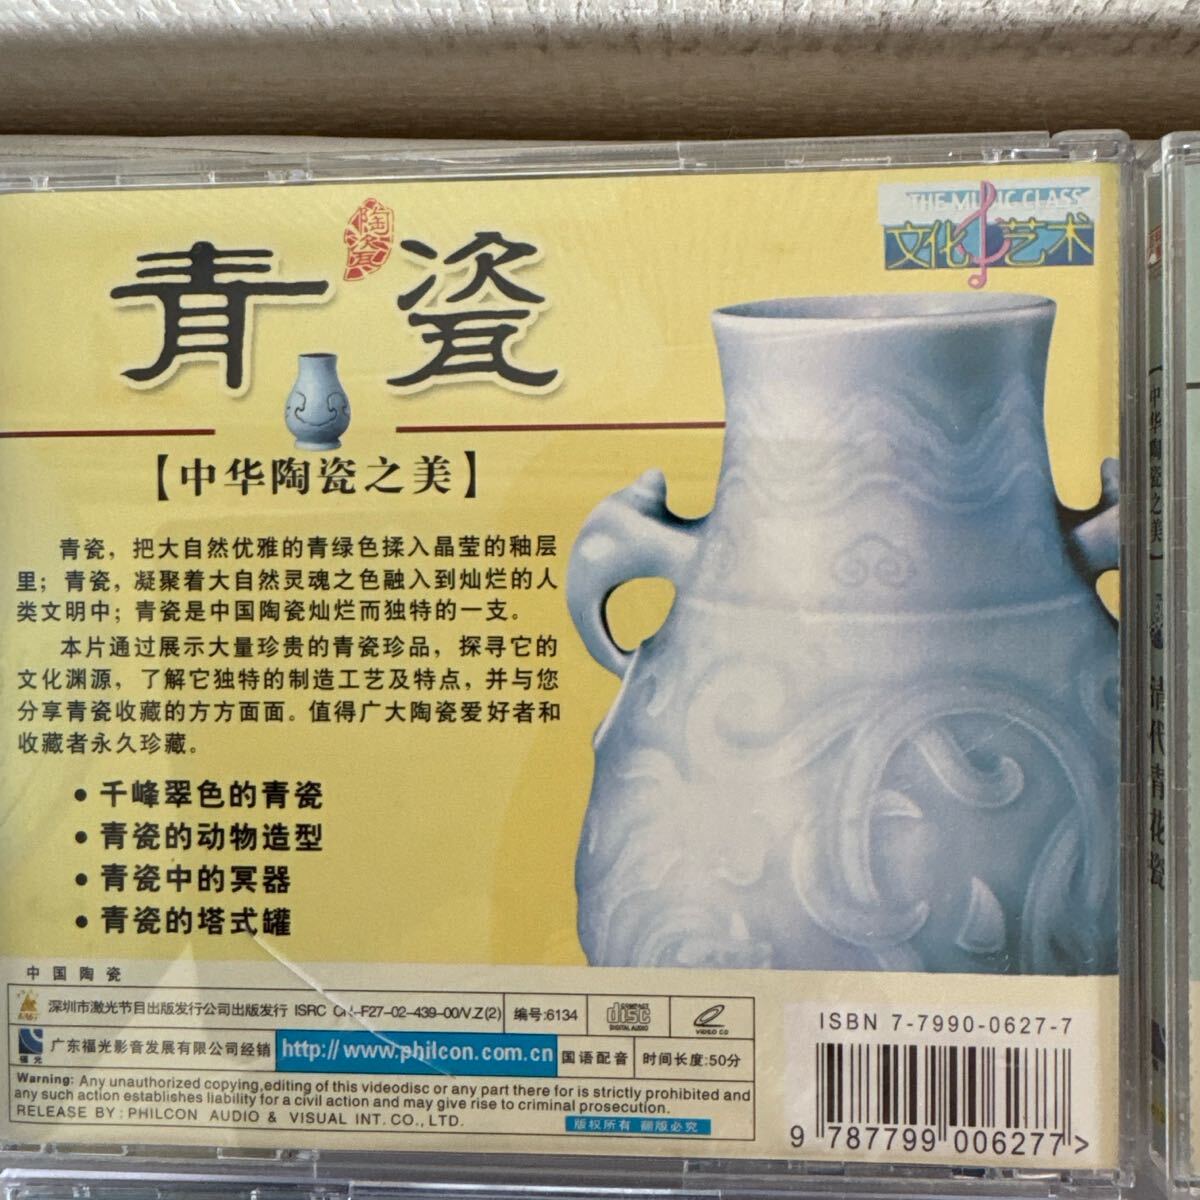 THE MUSIC CLASS
文化艺术
陶瓷
青瓷
【中华陶瓷之美】
青瓷，把大自然优雅的青绿色揉入晶莹的釉层
里；青瓷，凝聚着大自然灵魂之色融入到灿烂的人
类文明中；青瓷是中国陶瓷灿烂而独特的一支。
本片通过展示大量珍贵的青瓷珍品，探寻它的
文化渊源，了解它独特的制造工艺及特点，并与您
分享青瓷收藏的方方面面。值得广大陶瓷爱好者和
收藏者永久珍藏。
• 千峰翠色的青瓷
• 青瓷的动物造型
• 青瓷中的冥器
• 青瓷的塔式罐
中国陶瓷
深圳市激光节目出版发行公司出版发行 ISRC CN-F27-02-439-00/V.Z(2) 编号:6134
COMPACT disc DIGITAL AUDIO
VIDEO CD
福光
广东福光影音发展有限公司经销 http://www.philcon.com.cn 国语配音 时间长度:50分
Warning: Any unauthorized copying,editing of this videodisc or any part there for is strictly prohibited and
any such action establishes liability for a civil action and may give rise to criminal prosecution.
RELEASE BY: PHILCON AUDIO & VISUAL INT. CO., LTD.
版权所有 翻版必究
ISBN 7-7990-0627-7
9 787799 006277 >
【中华陶瓷之美】
清代青花瓷